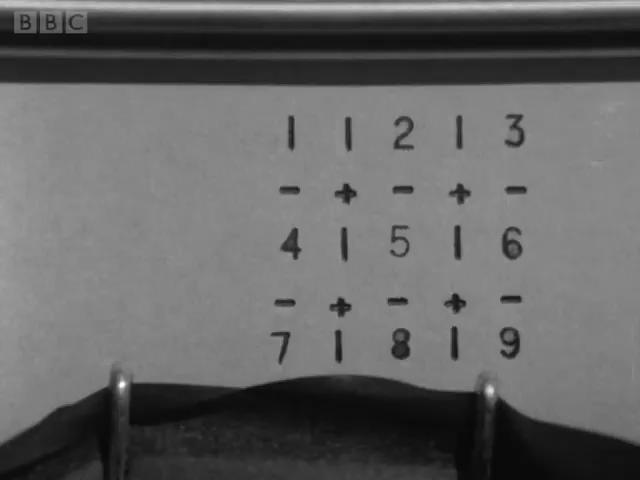 BBC
1 | 2 | 3
- + - + -
4 | 5 | 6
- + - + -
7 | 8 | 9